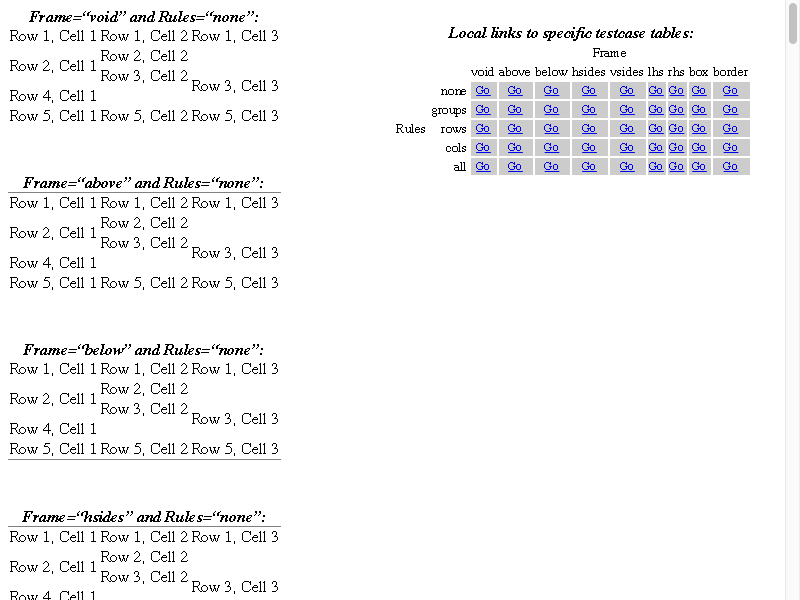 Frame=“void” and Rules=“none”:
Row 1, Cell 1 Row 1, Cell 2 Row 1, Cell 3
Row 2, Cell 1 Row 2, Cell 2
Row 3, Cell 2 Row 3, Cell 3
Row 4, Cell 1
Row 5, Cell 1 Row 5, Cell 2 Row 5, Cell 3
Frame=“above” and Rules=“none”:
Row 1, Cell 1 Row 1, Cell 2 Row 1, Cell 3
Row 2, Cell 1 Row 2, Cell 2
Row 3, Cell 2 Row 3, Cell 3
Row 4, Cell 1
Row 5, Cell 1 Row 5, Cell 2 Row 5, Cell 3
Frame=“below” and Rules=“none”:
Row 1, Cell 1 Row 1, Cell 2 Row 1, Cell 3
Row 2, Cell 1 Row 2, Cell 2
Row 3, Cell 2 Row 3, Cell 3
Row 4, Cell 1
Row 5, Cell 1 Row 5, Cell 2 Row 5, Cell 3
Frame=“hsides” and Rules=“none”:
Row 1, Cell 1 Row 1, Cell 2 Row 1, Cell 3
Row 2, Cell 1 Row 2, Cell 2
Row 3, Cell 2 Row 3, Cell 3
Row 4, Cell 1
Local links to specific testcase tables:
Frame
void above below hsides vsides lhs rhs box border
none Go Go Go Go Go Go Go Go Go
groups Go Go Go Go Go Go Go Go Go
Rules rows Go Go Go Go Go Go Go Go Go
cols Go Go Go Go Go Go Go Go Go
all Go Go Go Go Go Go Go Go Go